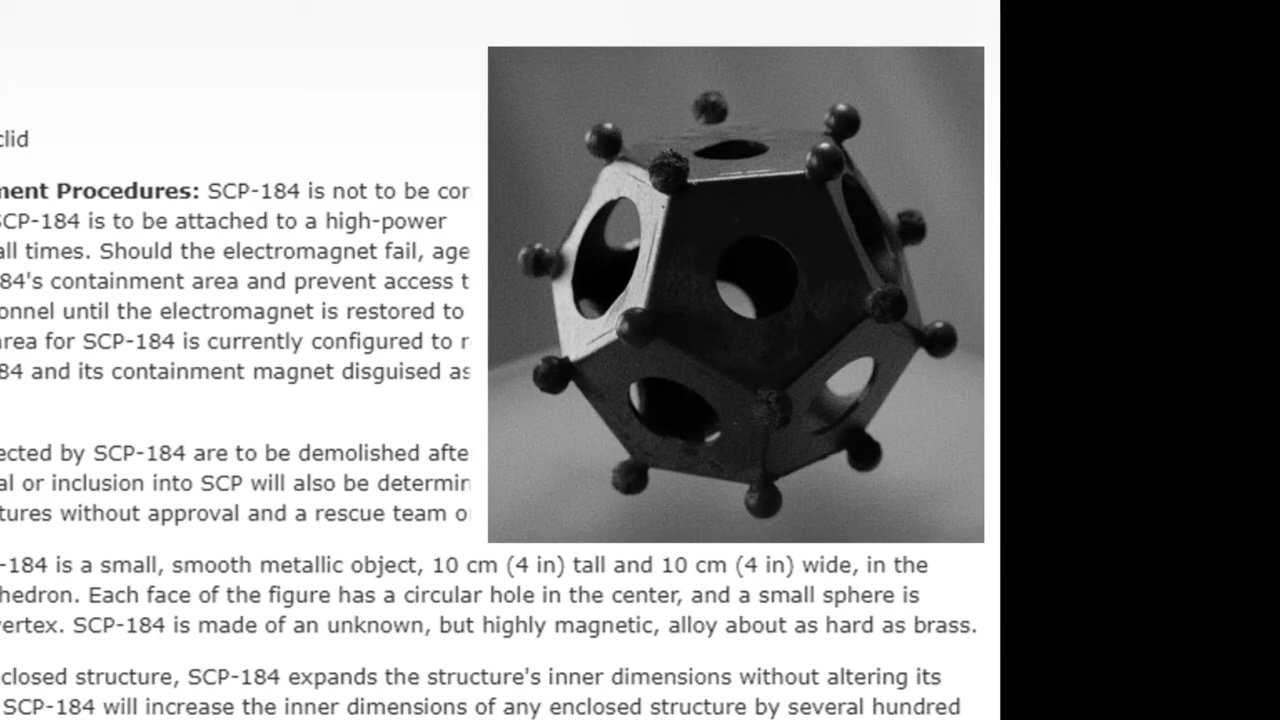 clid
ment Procedures: SCP-184 is not to be cor
SCP-184 is to be attached to a high-power
all times. Should the electromagnet fail, age
84's containment area and prevent access t
onnel until the electromagnet is restored to
area for SCP-184 is currently configured to r
84 and its containment magnet disguised as
ected by SCP-184 are to be demolished afte
al or inclusion into SCP will also be determin
tures without approval and a rescue team o
-184 is a small, smooth metallic object, 10 cm (4 in) tall and 10 cm (4 in) wide, in the
hedron. Each face of the figure has a circular hole in the center, and a small sphere is
vertex. SCP-184 is made of an unknown, but highly magnetic, alloy about as hard as brass.
closed structure, SCP-184 expands the structure's inner dimensions without altering its
SCP-184 will increase the inner dimensions of any enclosed structure by several hundred